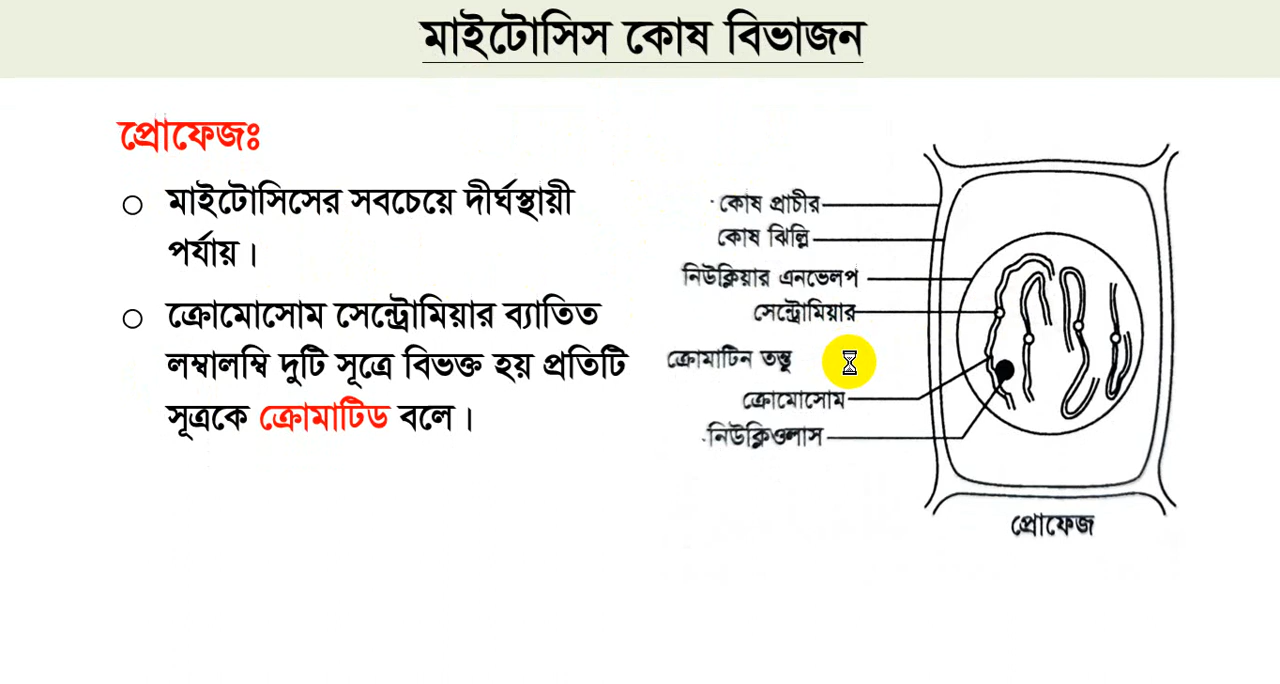 মাইটোসিস কোষ বিভাজন
প্রোফেজঃ
মাইটোসিসের সবচেয়ে দীর্ঘস্থায়ী
পর্যায়।
ক্রোমোসোম সেন্ট্রোমিয়ার ব্যাতিত
লম্বালম্বি দুটি সূত্রে বিভক্ত হয় প্রতিটি
সূত্রকে ক্রোমাটিড বলে।
কোষ প্রাচীর
কোষ ঝিল্লি
নিউক্লিয়ার এনভেলপ
সেন্ট্রোমিয়ার
ক্রোমাটিন তন্তু
ক্রোমোসোম
নিউক্লিওলাস
প্রোফেজ